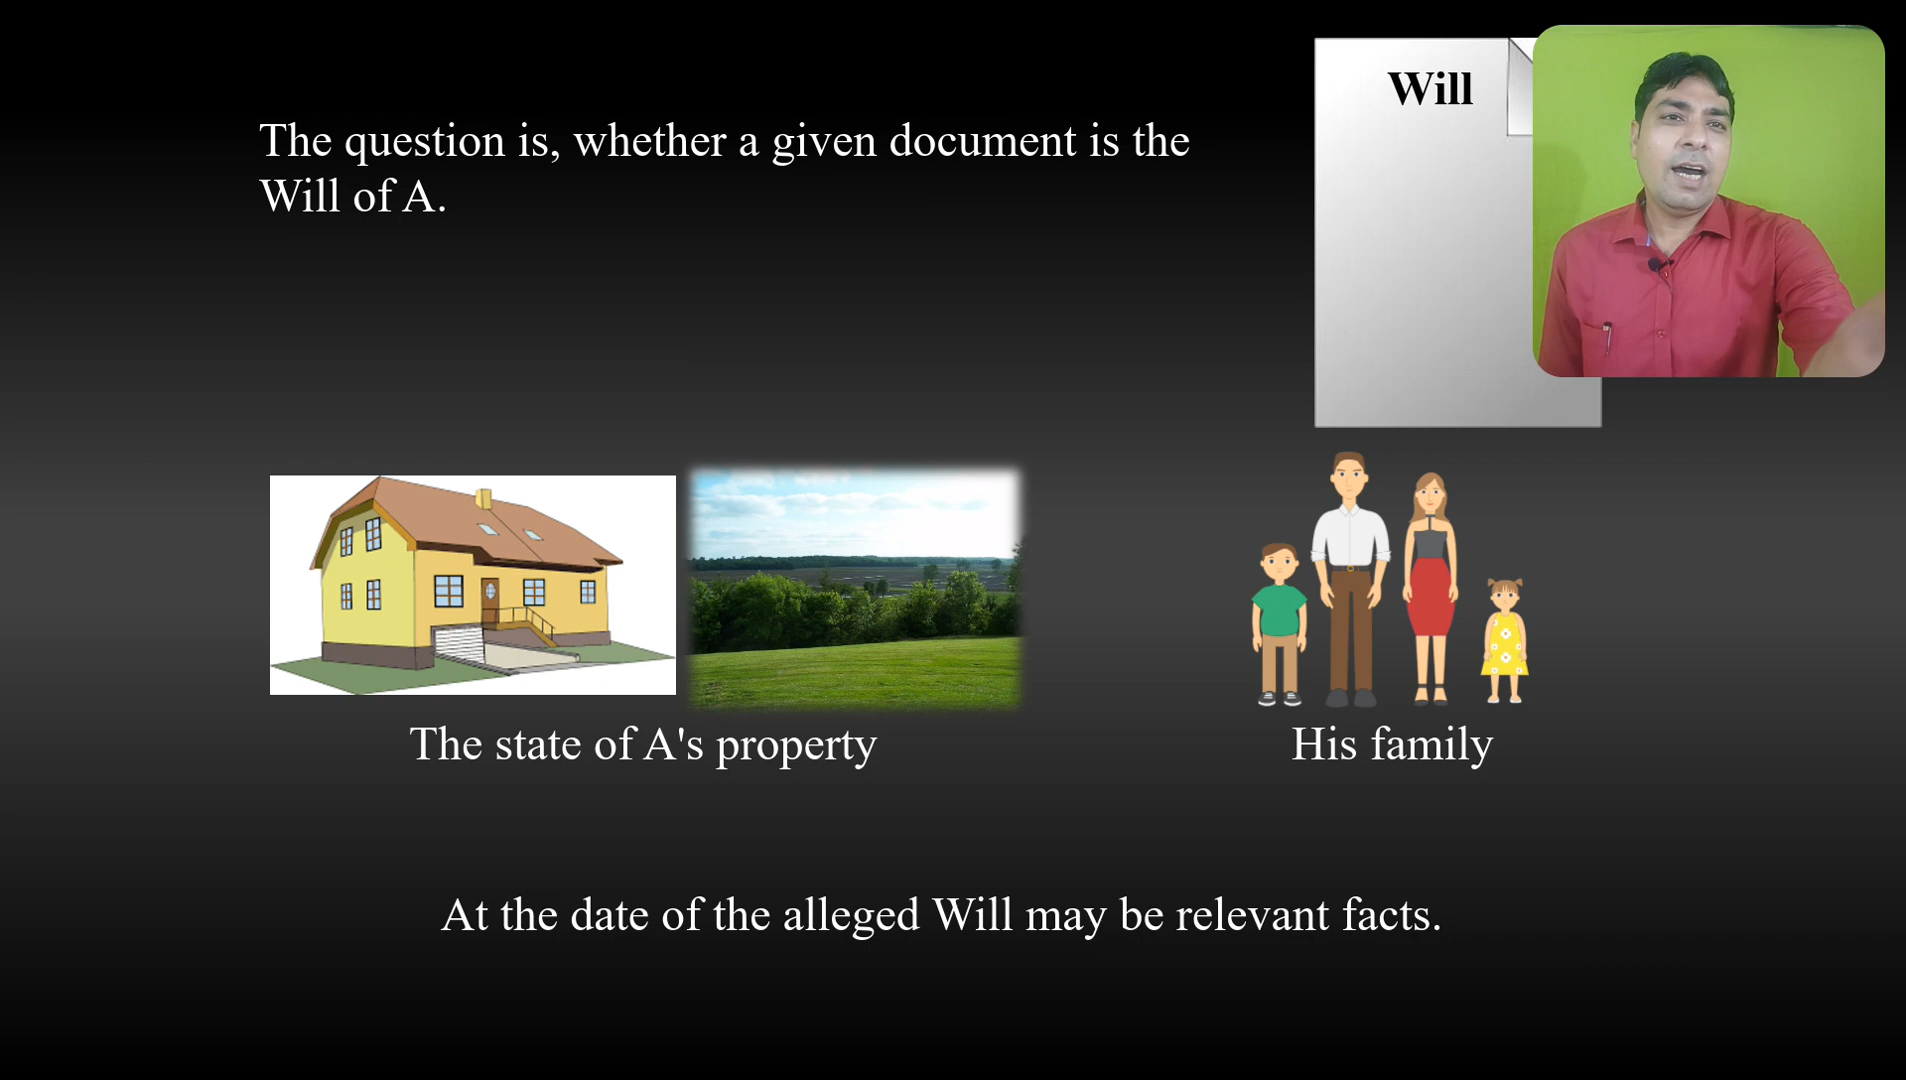 Will
The question is, whether a given document is the
Will of A.
The state of A's property
His family
At the date of the alleged Will may be relevant facts.